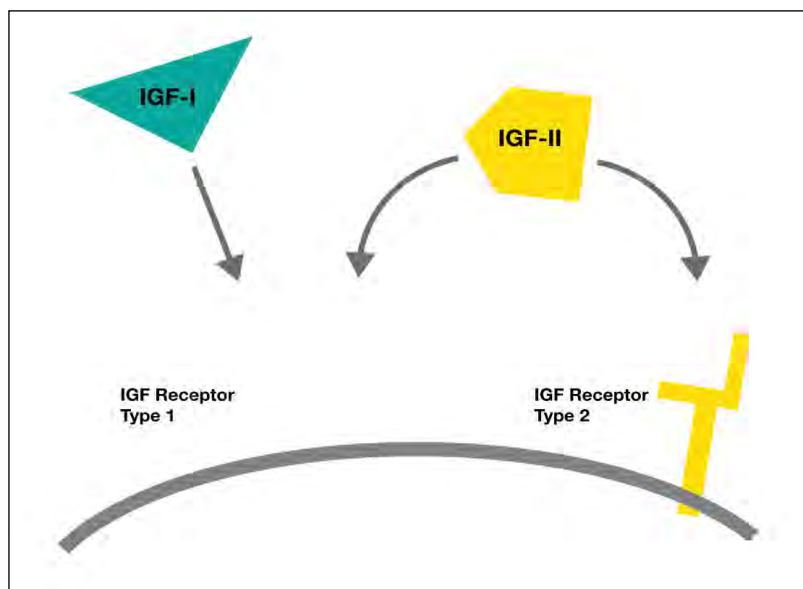 IGF-I
IGF-II
IGF Receptor
Type 1
IGF Receptor
Type 2